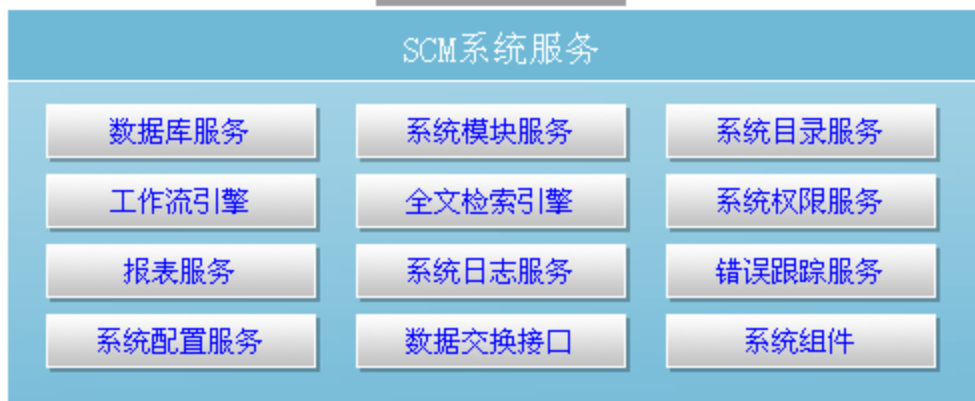 SCM系统服务
数据库服务 系统模块服务 系统目录服务
工作流引擎 全文检索引擎 系统权限服务
报表服务 系统日志服务 错误跟踪服务
系统配置服务 数据交换接口 系统组件